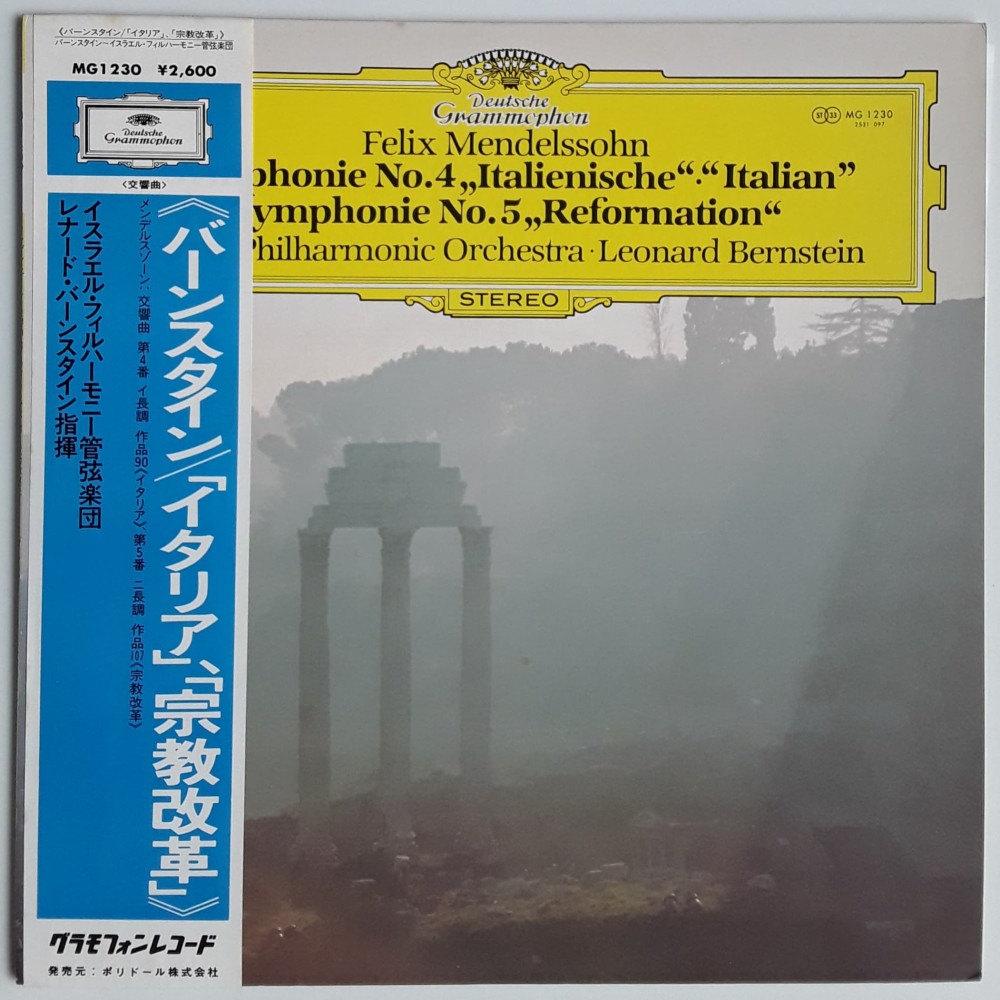 《バーンスタイン/「イタリア」、「宗教改革」》
バーンスタイン〜イスラエル・フィルハーモニー管弦楽団
MG1230 ¥2,600
Deutsche
Grammophon
〈交響曲〉
《バーンスタイン/「イタリア」、「宗教改革」》
メンデルスゾーン：交響曲 第4番 イ長調 作品90《イタリア》、第5番 ニ長調 作品107《宗教改革》
イスラエル・フィルハーモニー管弦楽団
レナード・バーンスタイン指揮
グラモフォンレコード
発売元：ポリドール株式会社
Deutsche
Grammophon
ST 33 MG 1230
2531 097
Felix Mendelssohn
phonie No.4 „Italienische“·“Italian”
ymphonie No.5 „Reformation“
Philharmonic Orchestra · Leonard Bernstein
STEREO